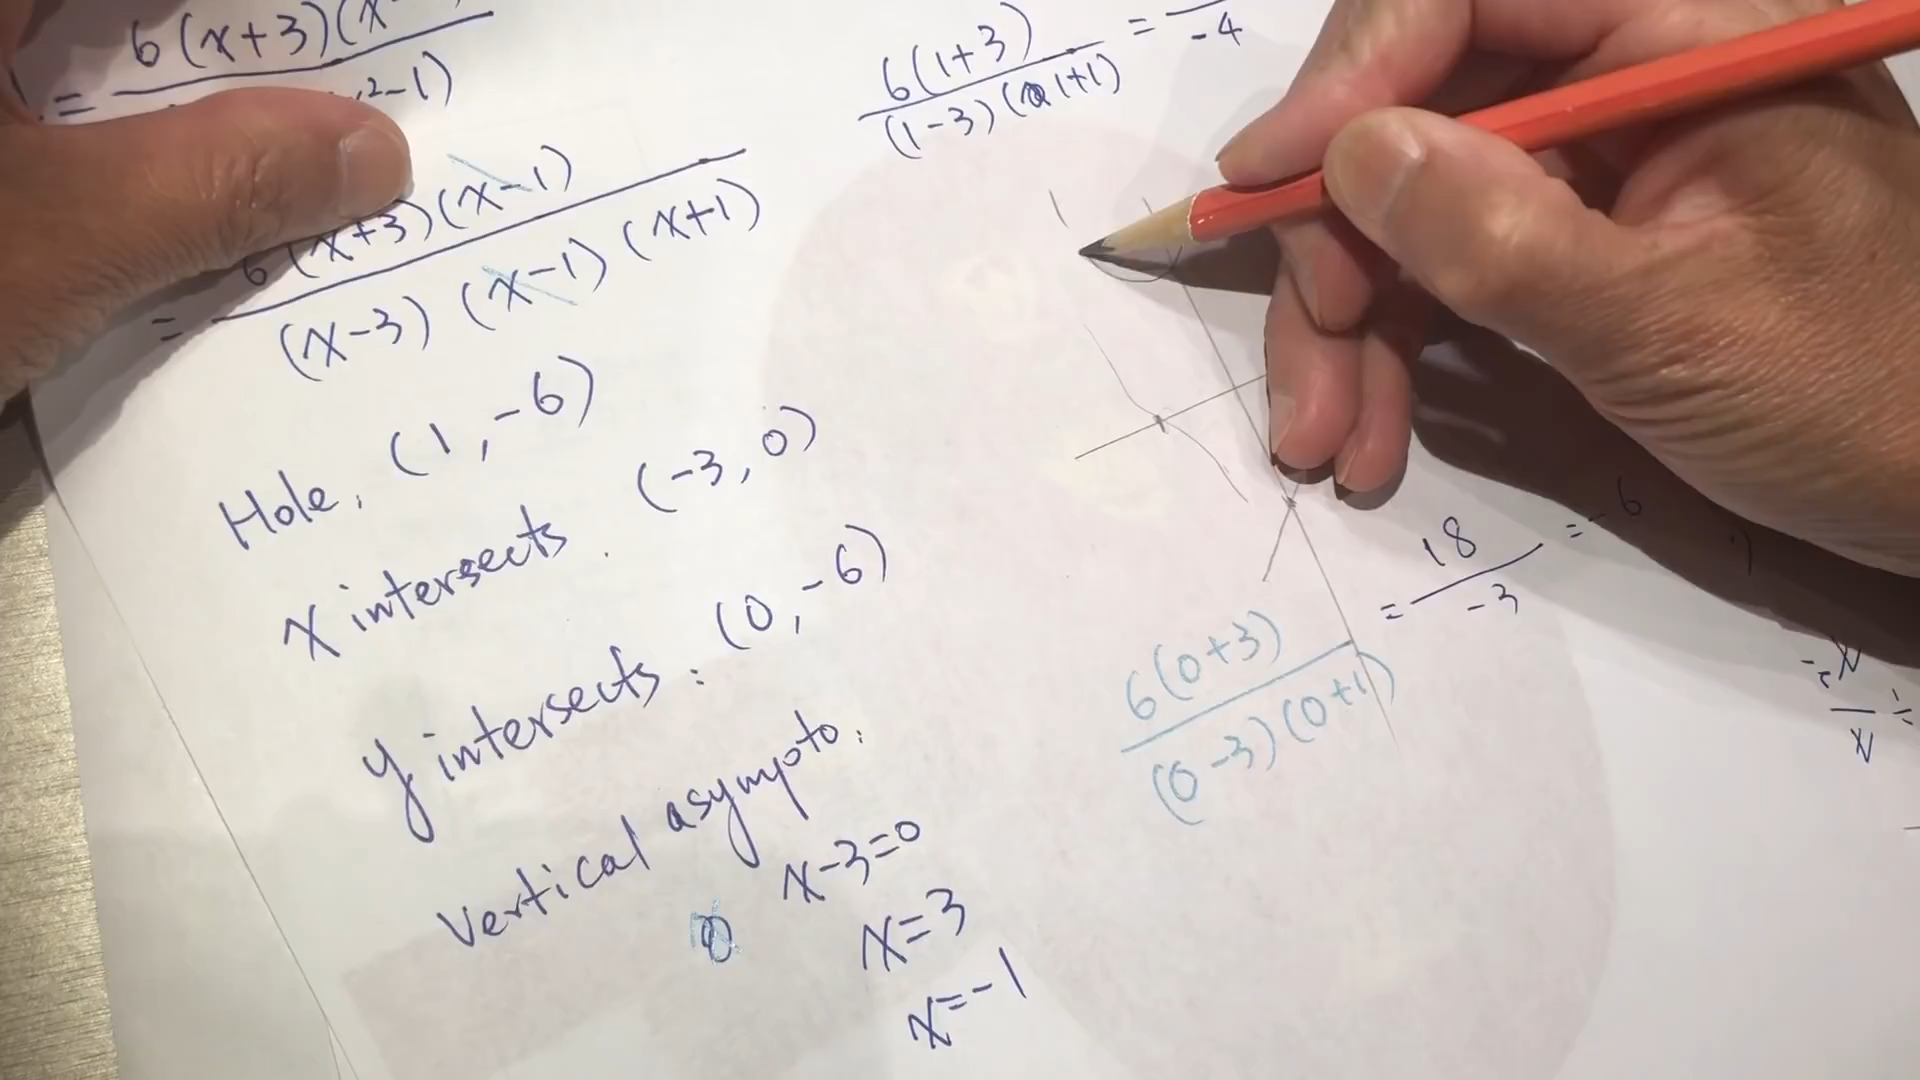 6(x+3)(x
= ²-1)
6(x+3)(x-1)
= (x-3) (x-1) (x+1)
Hole, (1, -6)
x intersects. (-3, 0)
y intersects: (0, -6)
Vertical asympto.
x-3=0
x=3
x=-1
6(1+3)
(1-3)(1+1)
=
-4
6(0+3)
(0-3)(0+1)
= 18
-3
= -6